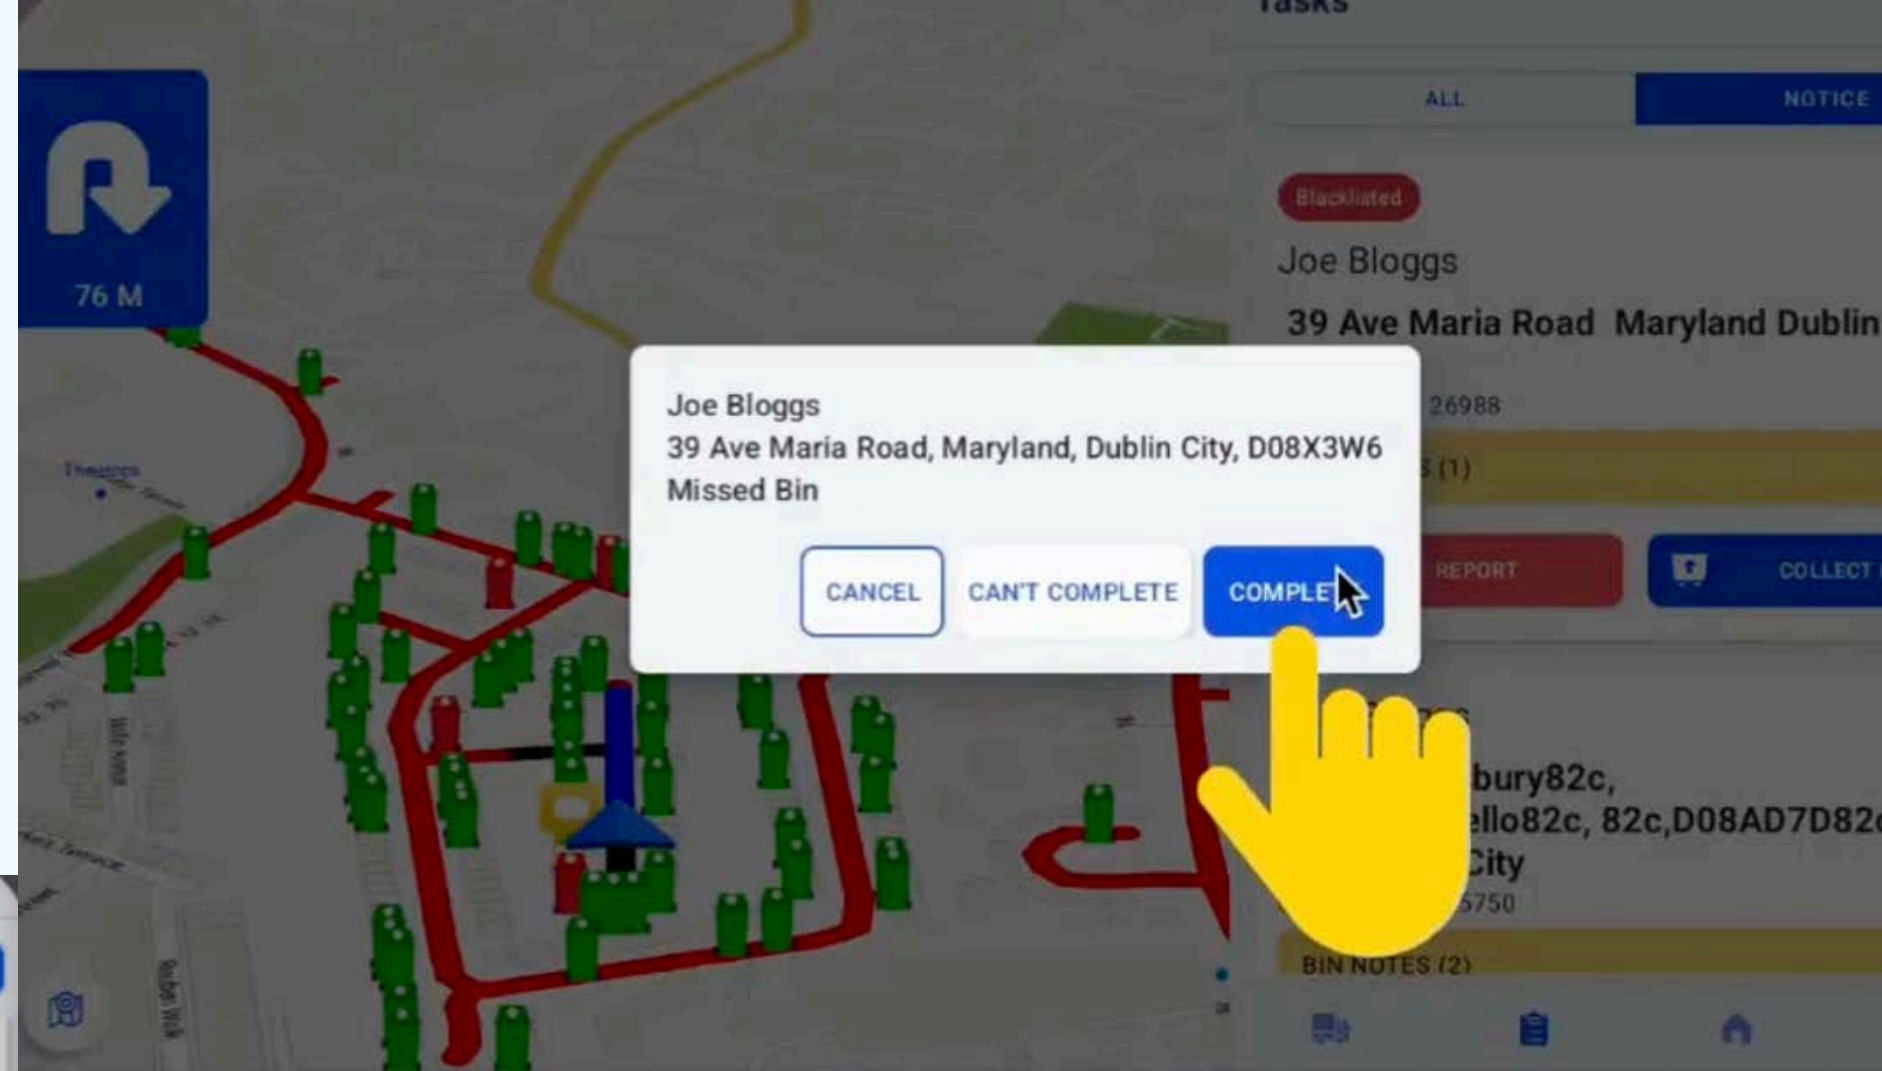 Tasks
ALL
NOTICE
76 M
Blacklisted
Joe Bloggs
39 Ave Maria Road Maryland Dublin
26988
S (1)
REPORT
COLLECT
Joe Bloggs
39 Ave Maria Road, Maryland, Dublin City, D08X3W6
Missed Bin
CANCEL
CAN'T COMPLETE
COMPLE
bury82c,
ello82c, 82c,D08AD7D82c
City
5750
BIN NOTES (2)